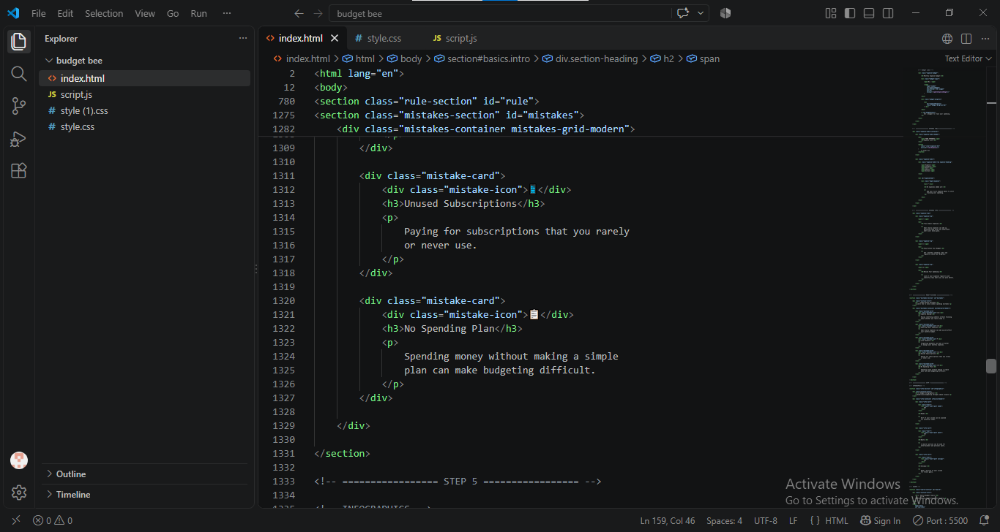 File Edit Selection View Go Run ···
budget bee
Explorer ···
budget bee
index.html
script.js
style (1).css
style.css
Outline
Timeline
index.html
# style.css
JS script.js
index.html > html > body > section#basics.intro > div.section-heading > h2 > span
Text Editor
2 <html lang="en">
12 <body>
780 <section class="rule-section" id="rule">
1275 <section class="mistakes-section" id="mistakes">
1282 <div class="mistakes-container mistakes-grid-modern">
1309 </div>
1310
1311 <div class="mistake-card">
1312 <div class="mistake-icon">📱</div>
1313 <h3>Unused Subscriptions</h3>
1314 <p>
1315 Paying for subscriptions that you rarely
1316 or never use.
1317 </p>
1318 </div>
1319
1320 <div class="mistake-card">
1321 <div class="mistake-icon">📋</div>
1322 <h3>No Spending Plan</h3>
1323 <p>
1324 Spending money without making a simple
1325 plan can make budgeting difficult.
1326 </p>
1327 </div>
1328
1329 </div>
1330
1331 </section>
1332
1333 <!-- ================= STEP 5 ================= -->
1334
Activate Windows
Go to Settings to activate Windows.
0 0
Ln 159, Col 46 Spaces: 4 UTF-8 LF { } HTML Sign In Port : 5500